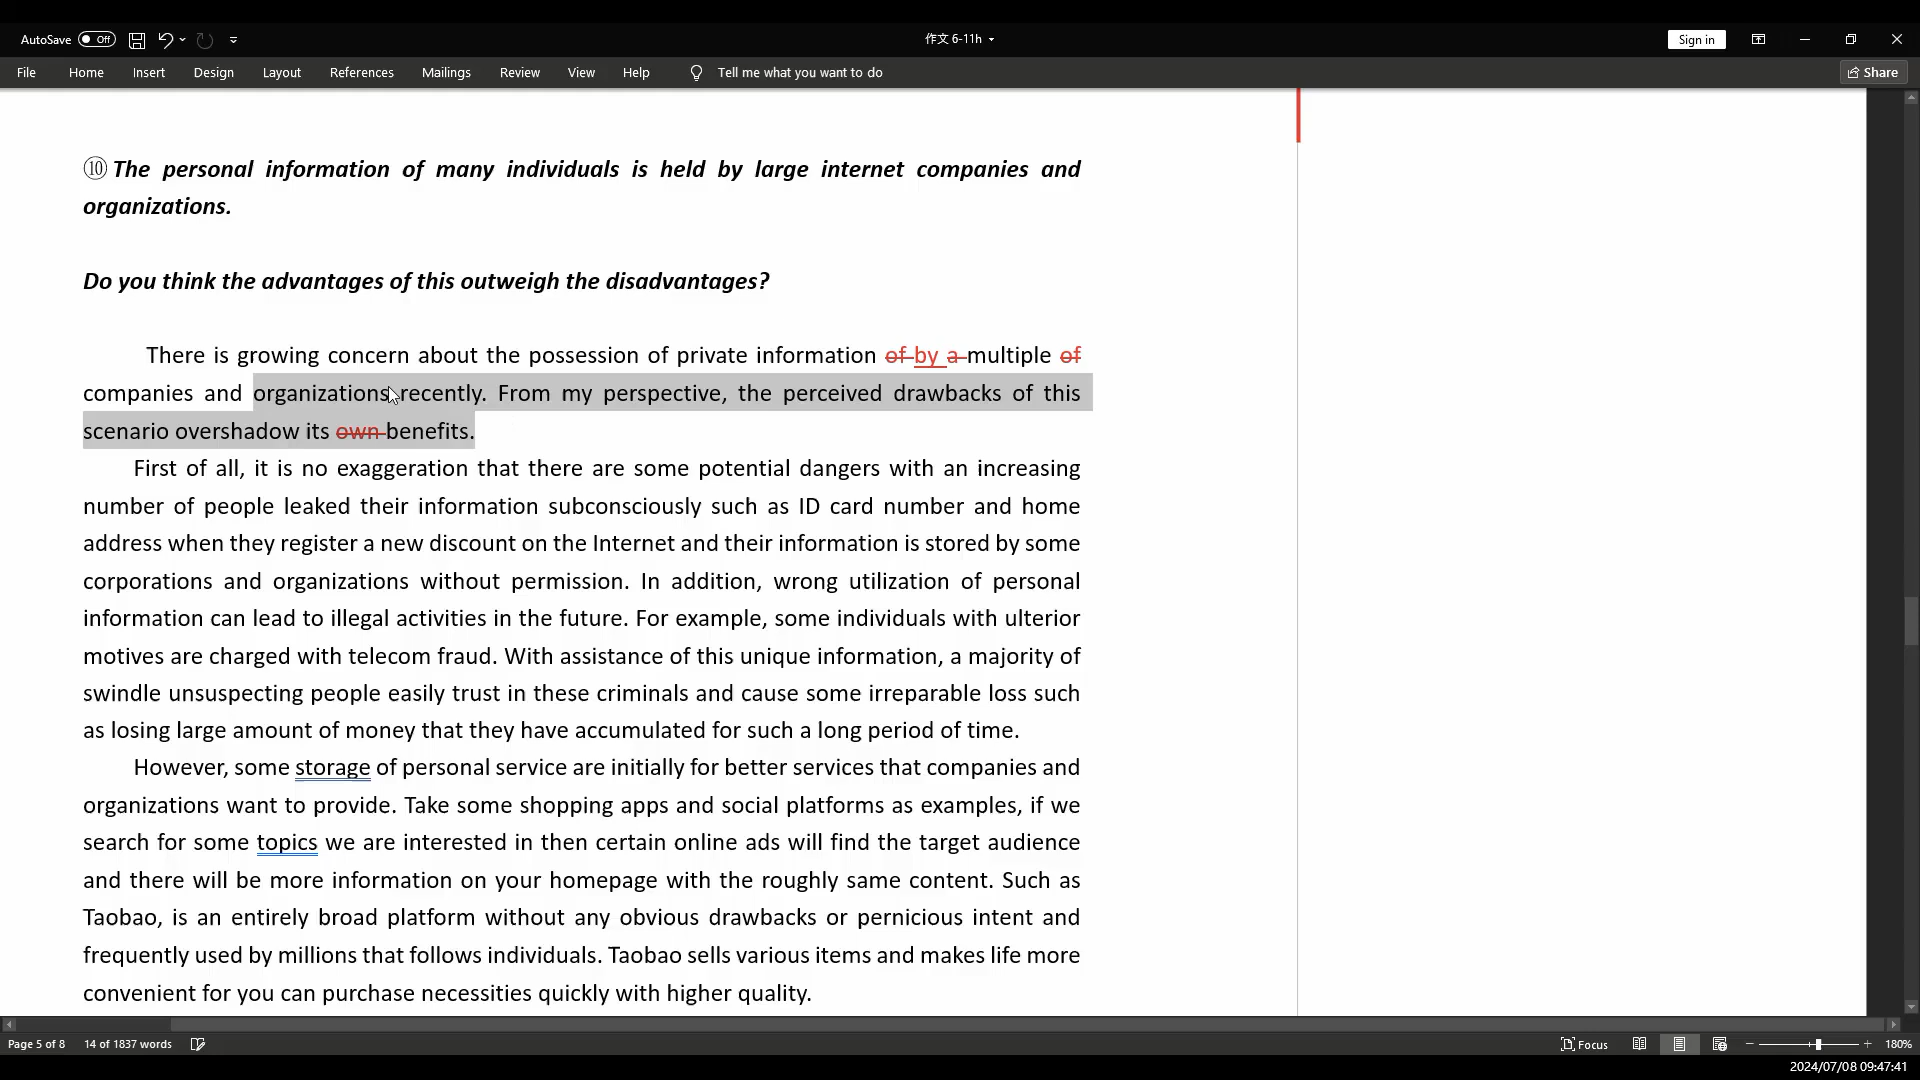 AutoSave Off
作文 6-11h
Sign in
File Home Insert Design Layout References Mailings Review View Help Tell me what you want to do
Share
⑩ The personal information of many individuals is held by large internet companies and
organizations.
Do you think the advantages of this outweigh the disadvantages?
There is growing concern about the possession of private information of by a multiple of
companies and organizations recently. From my perspective, the perceived drawbacks of this
scenario overshadow its own benefits.
First of all, it is no exaggeration that there are some potential dangers with an increasing
number of people leaked their information subconsciously such as ID card number and home
address when they register a new discount on the Internet and their information is stored by some
corporations and organizations without permission. In addition, wrong utilization of personal
information can lead to illegal activities in the future. For example, some individuals with ulterior
motives are charged with telecom fraud. With assistance of this unique information, a majority of
swindle unsuspecting people easily trust in these criminals and cause some irreparable loss such
as losing large amount of money that they have accumulated for such a long period of time.
However, some storage of personal service are initially for better services that companies and
organizations want to provide. Take some shopping apps and social platforms as examples, if we
search for some topics we are interested in then certain online ads will find the target audience
and there will be more information on your homepage with the roughly same content. Such as
Taobao, is an entirely broad platform without any obvious drawbacks or pernicious intent and
frequently used by millions that follows individuals. Taobao sells various items and makes life more
convenient for you can purchase necessities quickly with higher quality.
Page 5 of 8 14 of 1837 words
Focus
180%
2024/07/08 09:47:41